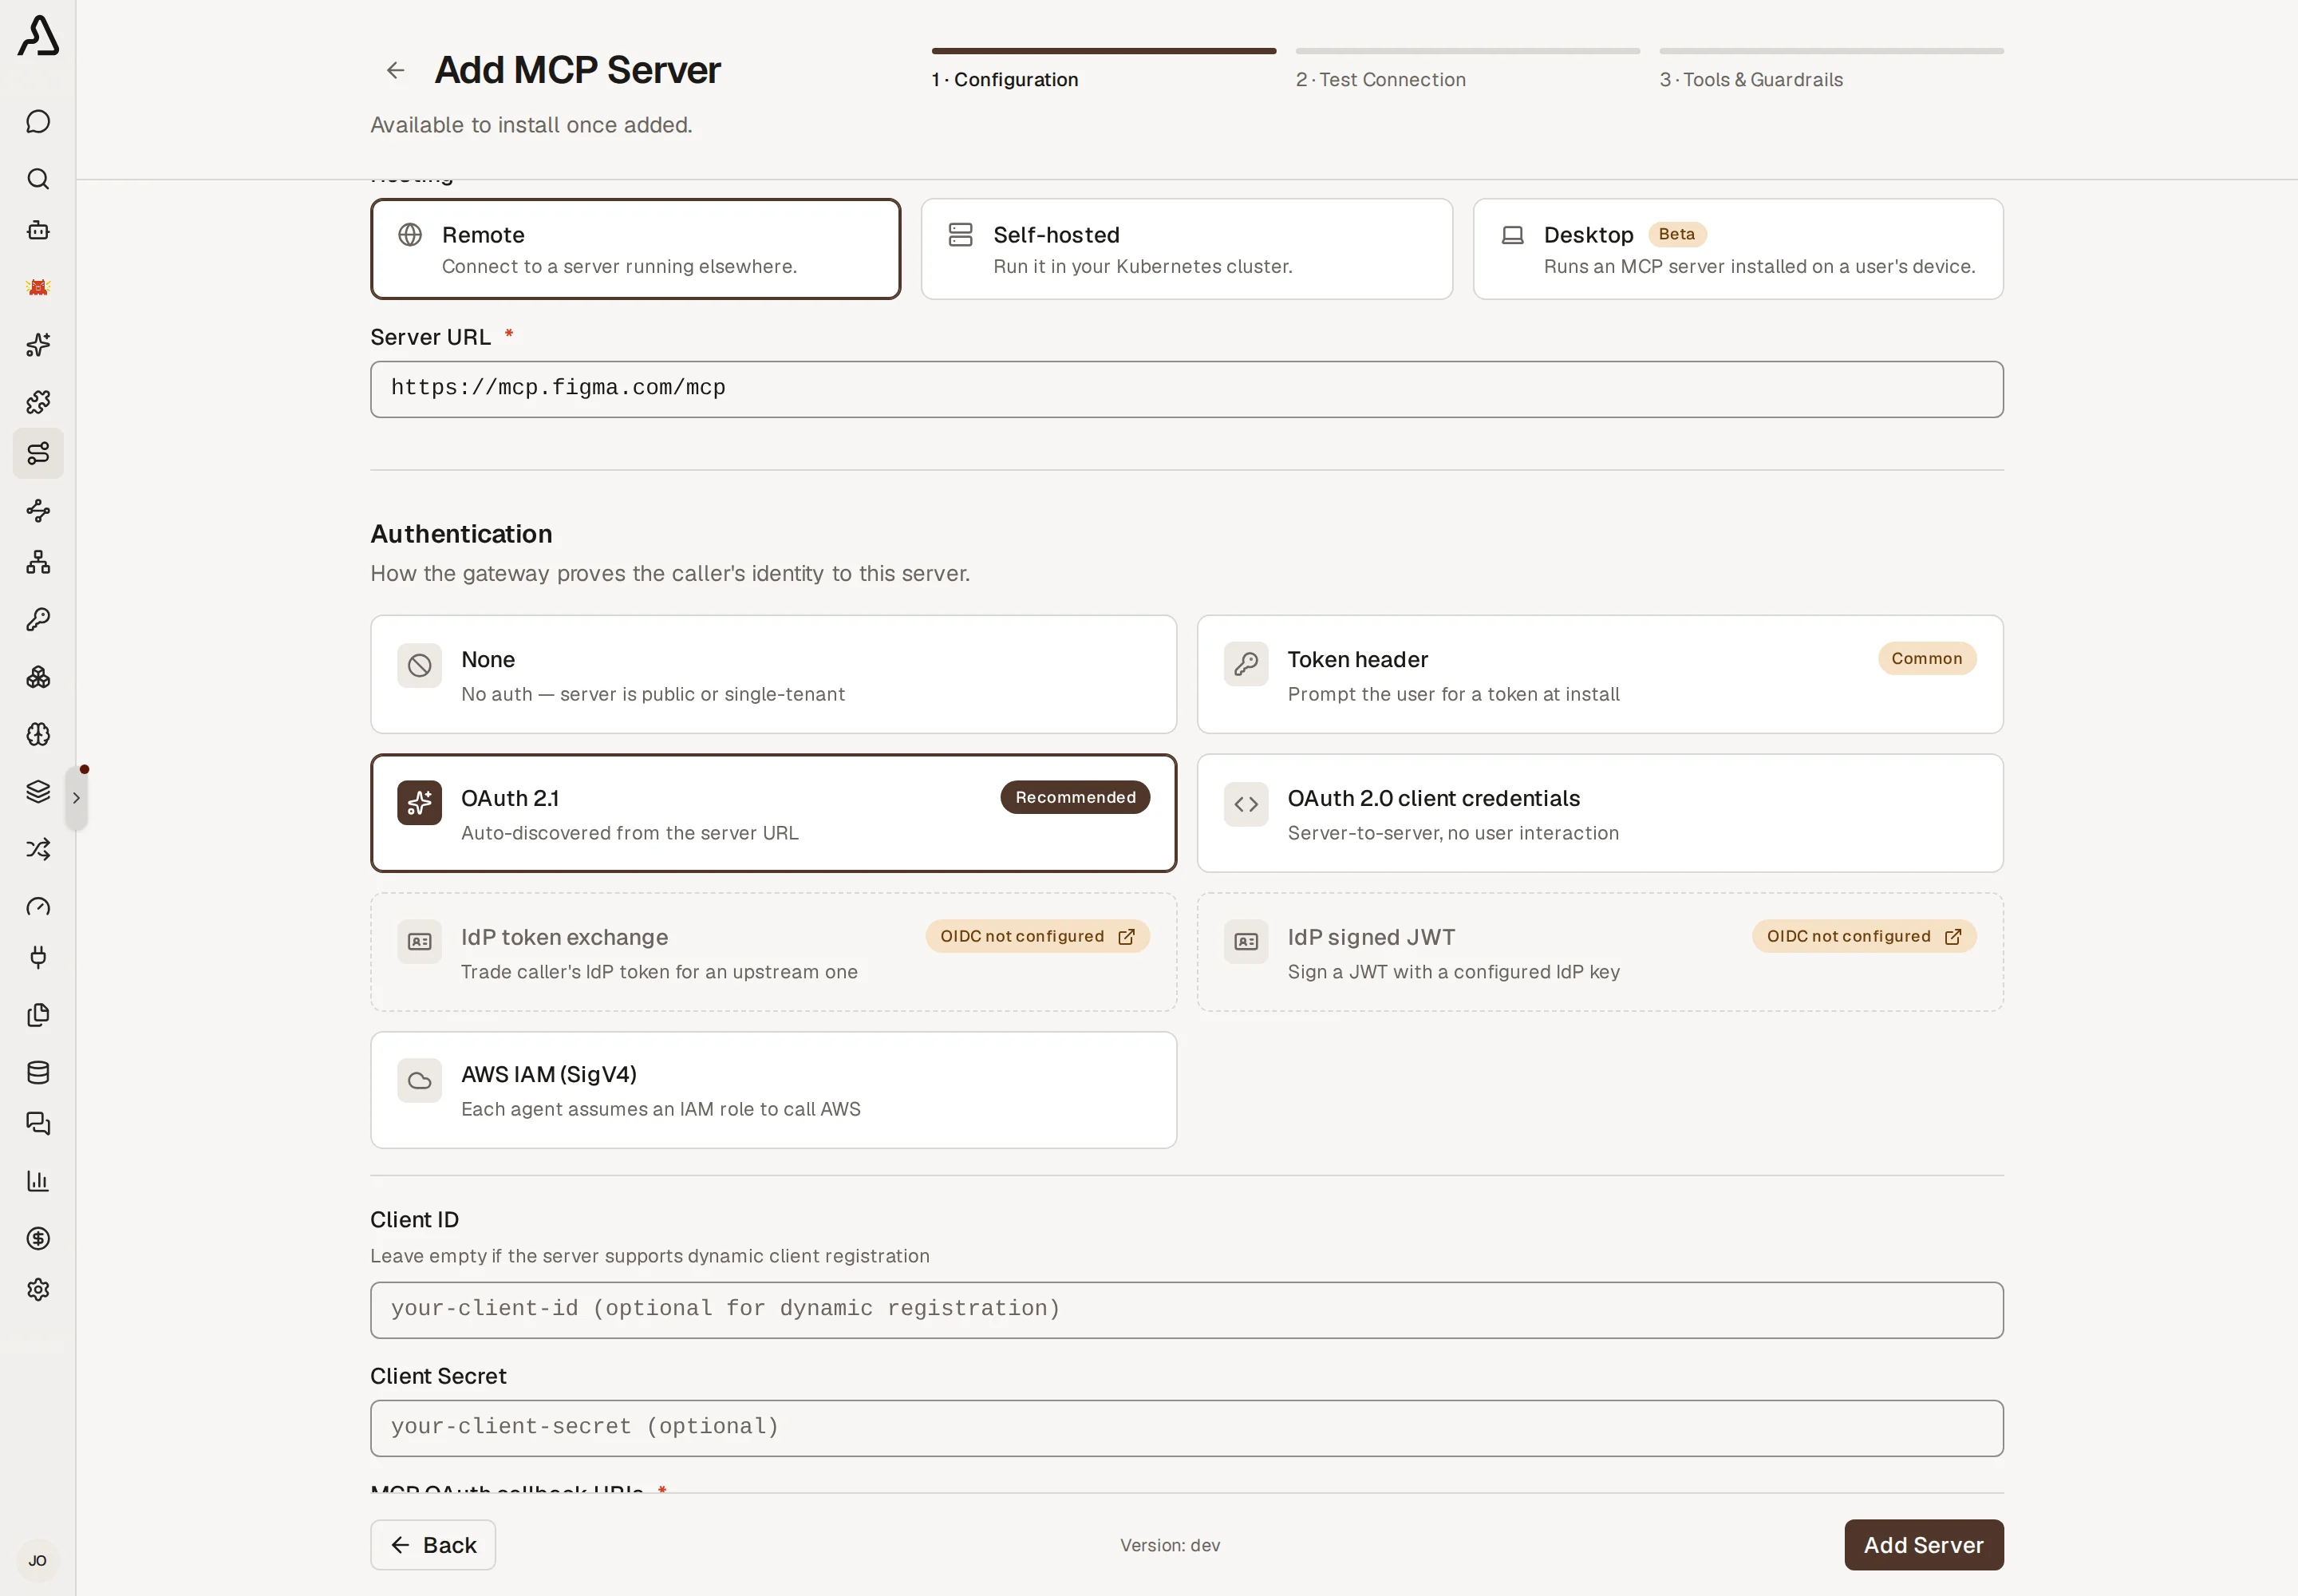 Add MCP Server
Available to install once added.
1 · Configuration
2 · Test Connection
3 · Tools & Guardrails
Hosting
Remote
Connect to a server running elsewhere.
Self-hosted
Run it in your Kubernetes cluster.
Desktop Beta
Runs an MCP server installed on a user's device.
Server URL *
https://mcp.figma.com/mcp
Authentication
How the gateway proves the caller's identity to this server.
None
No auth — server is public or single-tenant
Token header Common
Prompt the user for a token at install
OAuth 2.1 Recommended
Auto-discovered from the server URL
OAuth 2.0 client credentials
Server-to-server, no user interaction
IdP token exchange OIDC not configured
Trade caller's IdP token for an upstream one
IdP signed JWT OIDC not configured
Sign a JWT with a configured IdP key
AWS IAM (SigV4)
Each agent assumes an IAM role to call AWS
Client ID
Leave empty if the server supports dynamic client registration
your-client-id (optional for dynamic registration)
Client Secret
your-client-secret (optional)
MCP OAuth callback URLs *
Back
Version: dev
Add Server
JO